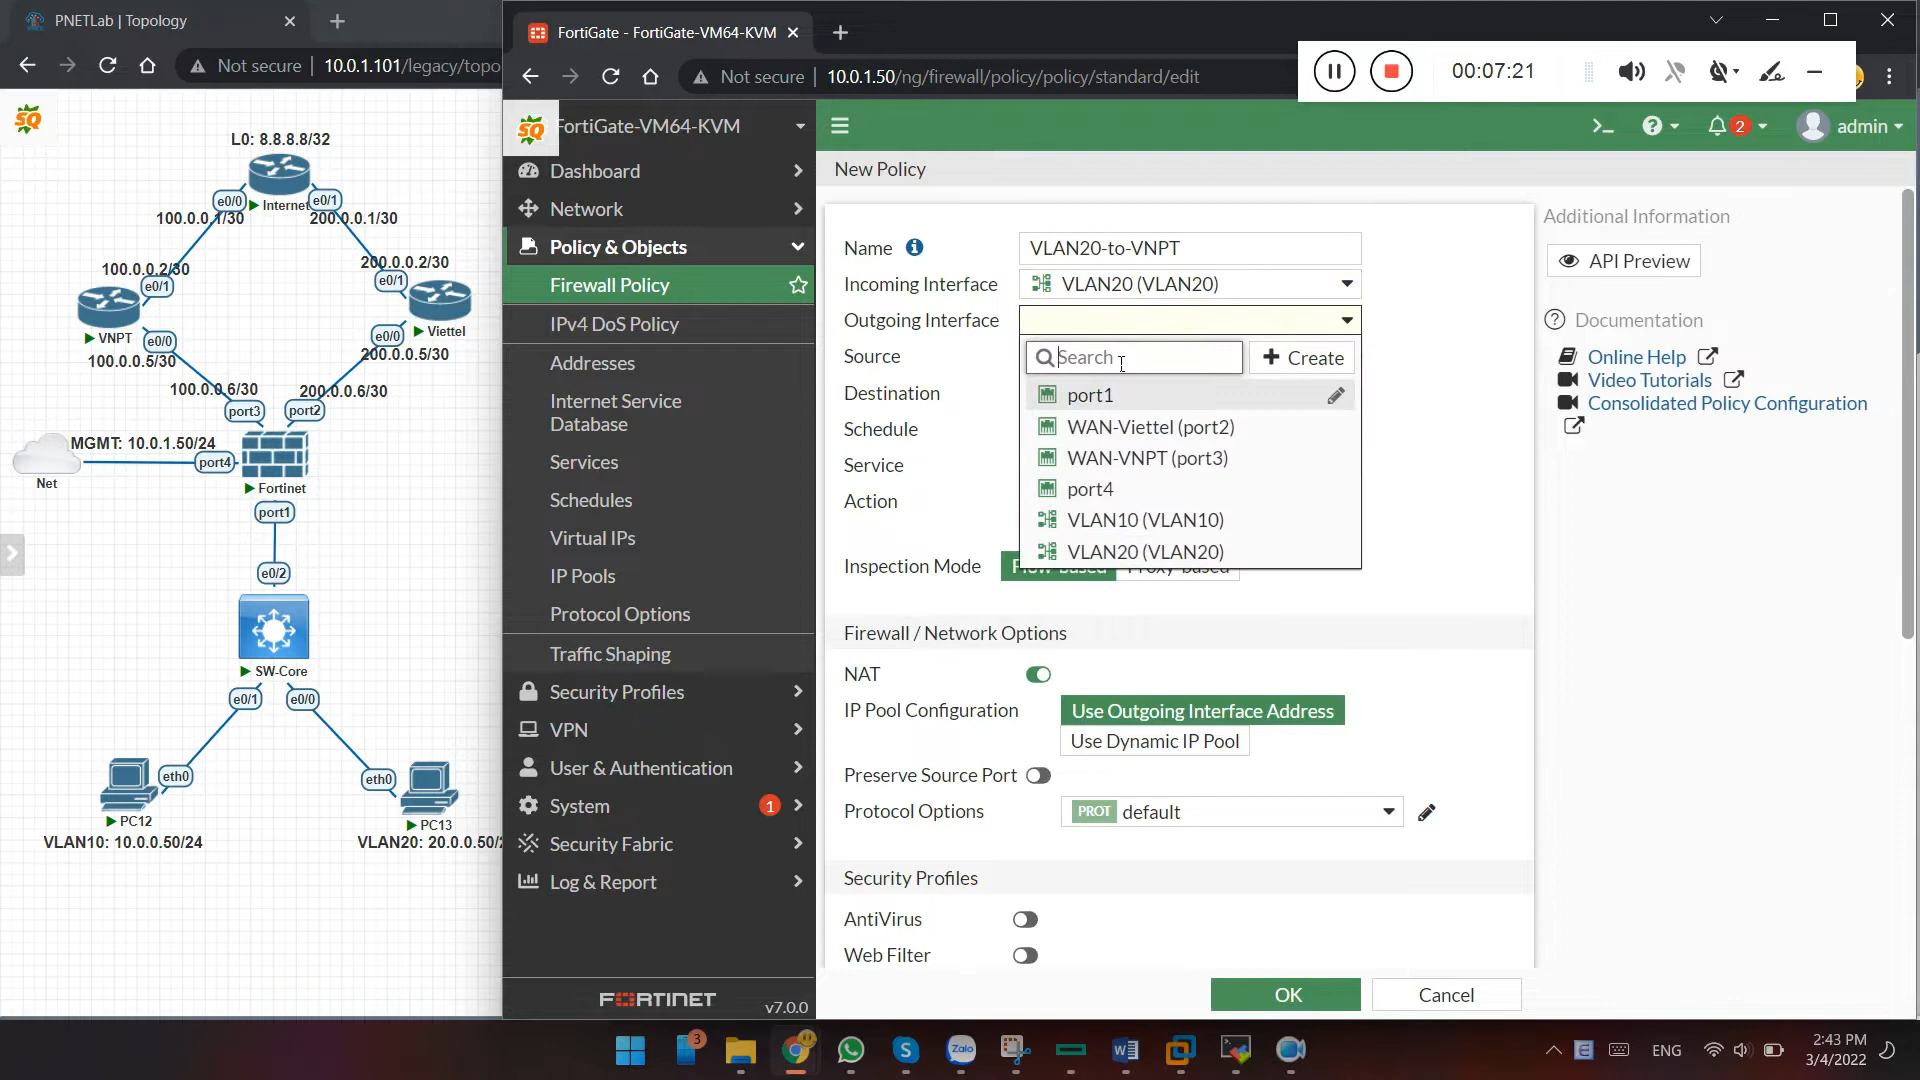 PNETLab | Topology
FortiGate - FortiGate-VM64-KVM
Not secure
10.0.1.101/legacy/topo
Not secure
10.0.1.50/ng/firewall/policy/policy/standard/edit
00:07:21
SQ
L0: 8.8.8.8/32
e0/0
Internet
e0/1
100.0.0.1/30
200.0.0.1/30
100.0.0.2/30
200.0.0.2/30
e0/1
e0/1
VNPT
Viettel
e0/0
e0/0
100.0.0.5/30
200.0.0.5/30
100.0.0.6/30
200.0.0.6/30
port3
port2
MGMT: 10.0.1.50/24
port4
Net
Fortinet
port1
e0/2
SW-Core
e0/1
e0/0
eth0
eth0
PC12
PC13
VLAN10: 10.0.0.50/24
VLAN20: 20.0.0.50/2
SQ
FortiGate-VM64-KVM
Dashboard
Network
Policy & Objects
Firewall Policy
IPv4 DoS Policy
Addresses
Internet Service
Database
Services
Schedules
Virtual IPs
IP Pools
Protocol Options
Traffic Shaping
Security Profiles
VPN
User & Authentication
System
1
Security Fabric
Log & Report
FORTINET
v7.0.0
2
admin
New Policy
Name
VLAN20-to-VNPT
Incoming Interface
VLAN20 (VLAN20)
Outgoing Interface
Source
Search
Create
Destination
port1
WAN-Viettel (port2)
Schedule
WAN-VNPT (port3)
Service
port4
Action
VLAN10 (VLAN10)
VLAN20 (VLAN20)
Inspection Mode
Flow-based
Proxy-based
Firewall / Network Options
NAT
IP Pool Configuration
Use Outgoing Interface Address
Use Dynamic IP Pool
Preserve Source Port
Protocol Options
PROT
default
Security Profiles
AntiVirus
Web Filter
OK
Cancel
Additional Information
API Preview
Documentation
Online Help
Video Tutorials
Consolidated Policy Configuration
3
Zalo
ENG
2:43 PM
3/4/2022